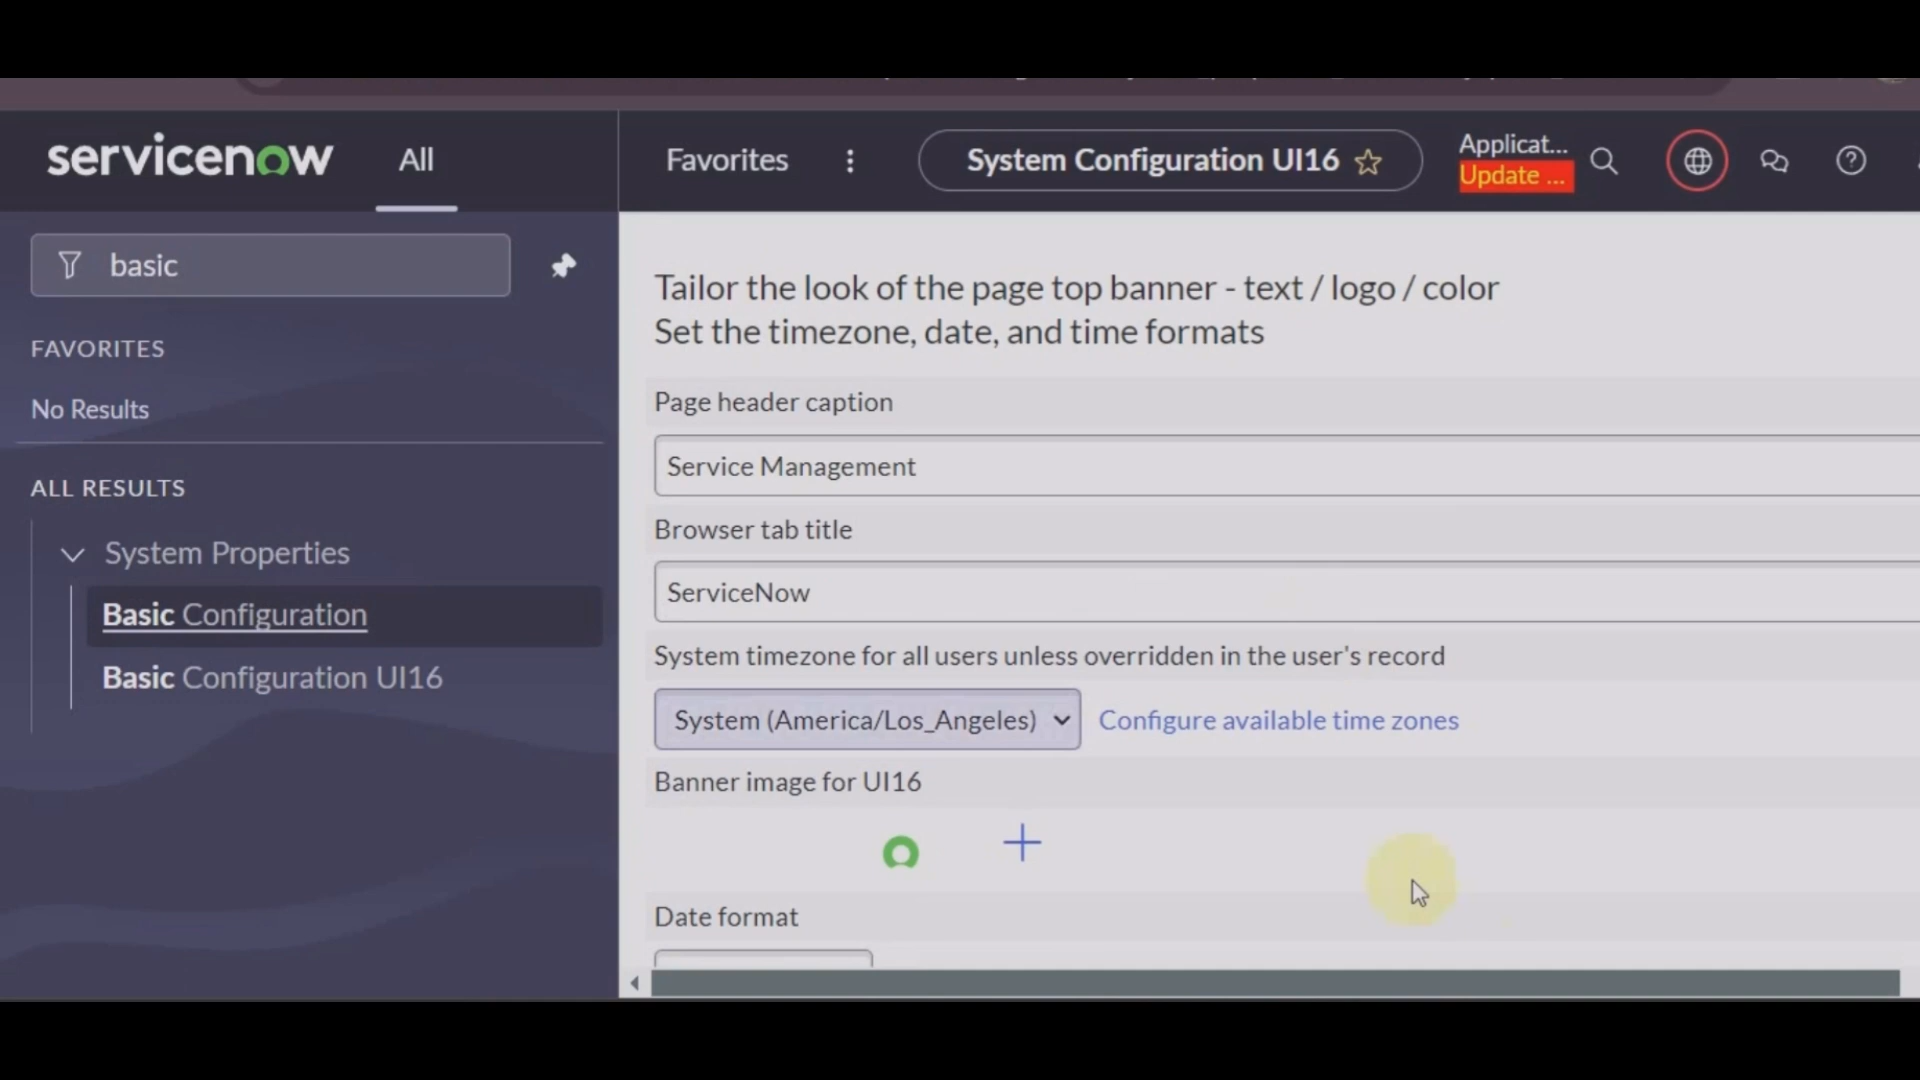 servicenow
All
Favorites
System Configuration UI16
Applicat...
Update ...
basic
FAVORITES
No Results
ALL RESULTS
System Properties
Basic Configuration
Basic Configuration UI16
Tailor the look of the page top banner - text / logo / color
Set the timezone, date, and time formats
Page header caption
Service Management
Browser tab title
ServiceNow
System timezone for all users unless overridden in the user's record
System (America/Los_Angeles)
Configure available time zones
Banner image for UI16
Date format